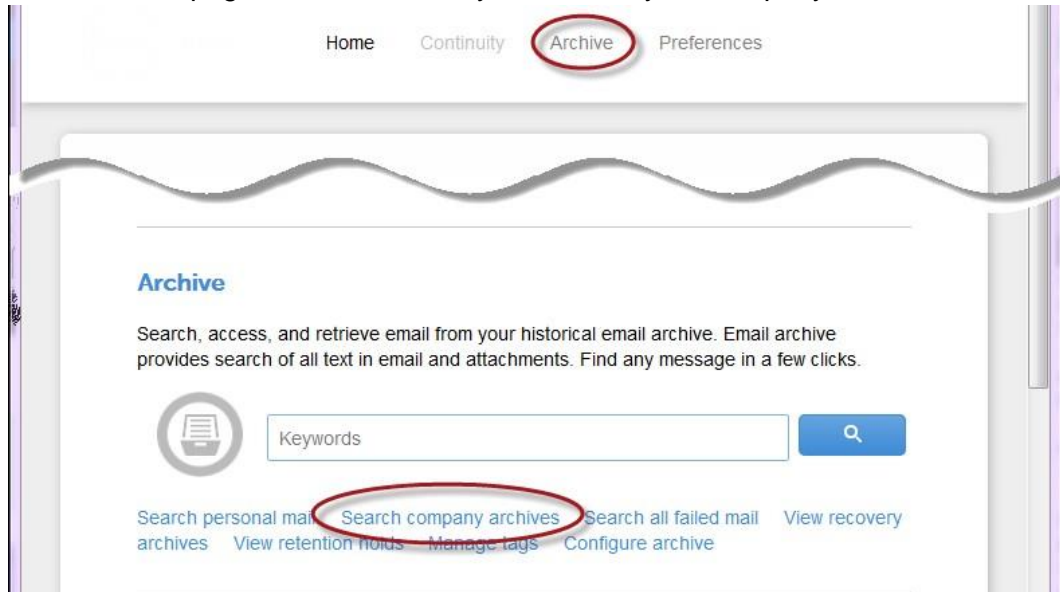 Home Continuity Archive Preferences
Archive
Search, access, and retrieve email from your historical email archive. Email archive
provides search of all text in email and attachments. Find any message in a few clicks.
Keywords
Search personal mail Search company archives Search all failed mail View recovery
archives View retention holds Manage tags Configure archive